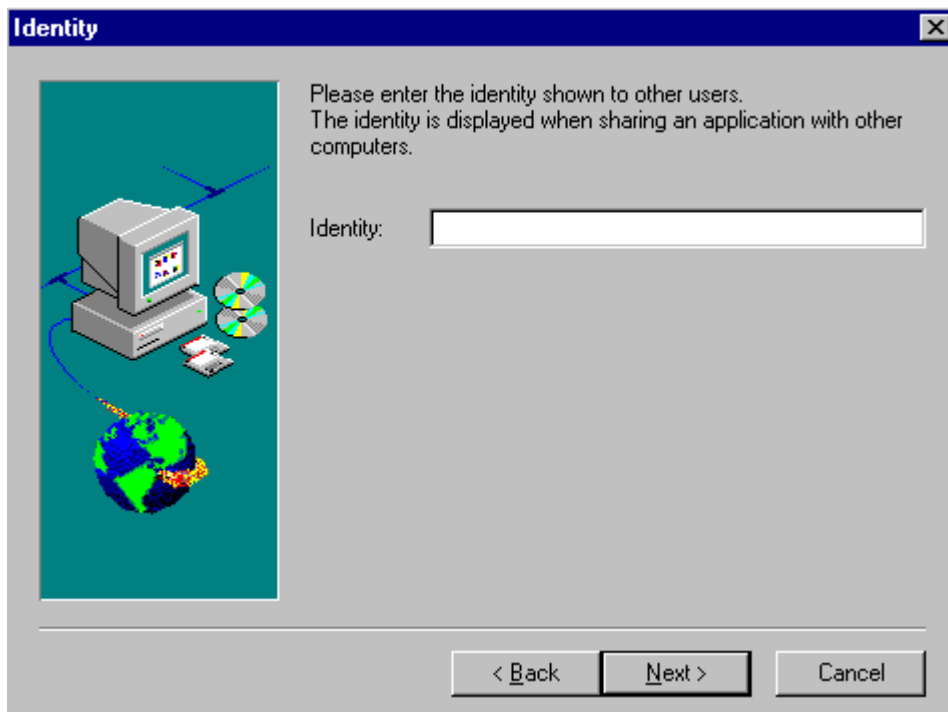 Identity
Please enter the identity shown to other users.
The identity is displayed when sharing an application with other
computers.
Identity:
< Back
Next >
Cancel